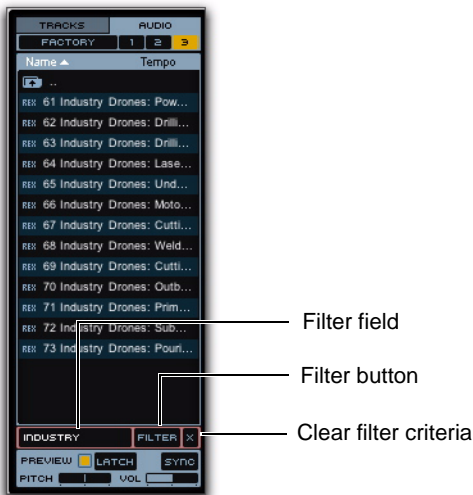 TRACKS AUDIO
FACTORY 1 2 3
Name Tempo
..
REX 61 Industry Drones: Pow...
REX 62 Industry Drones: Drilli...
REX 63 Industry Drones: Drilli...
REX 64 Industry Drones: Lase...
REX 65 Industry Drones: Und...
REX 66 Industry Drones: Moto...
REX 67 Industry Drones: Cutti...
REX 68 Industry Drones: Weld...
REX 69 Industry Drones: Cutti...
REX 70 Industry Drones: Outb...
REX 71 Industry Drones: Prim...
REX 72 Industry Drones: Sub...
REX 73 Industry Drones: Pouri...
Filter field
Filter button
INDUSTRY FILTER X Clear filter criteria
PREVIEW LATCH SYNC
PITCH VOL